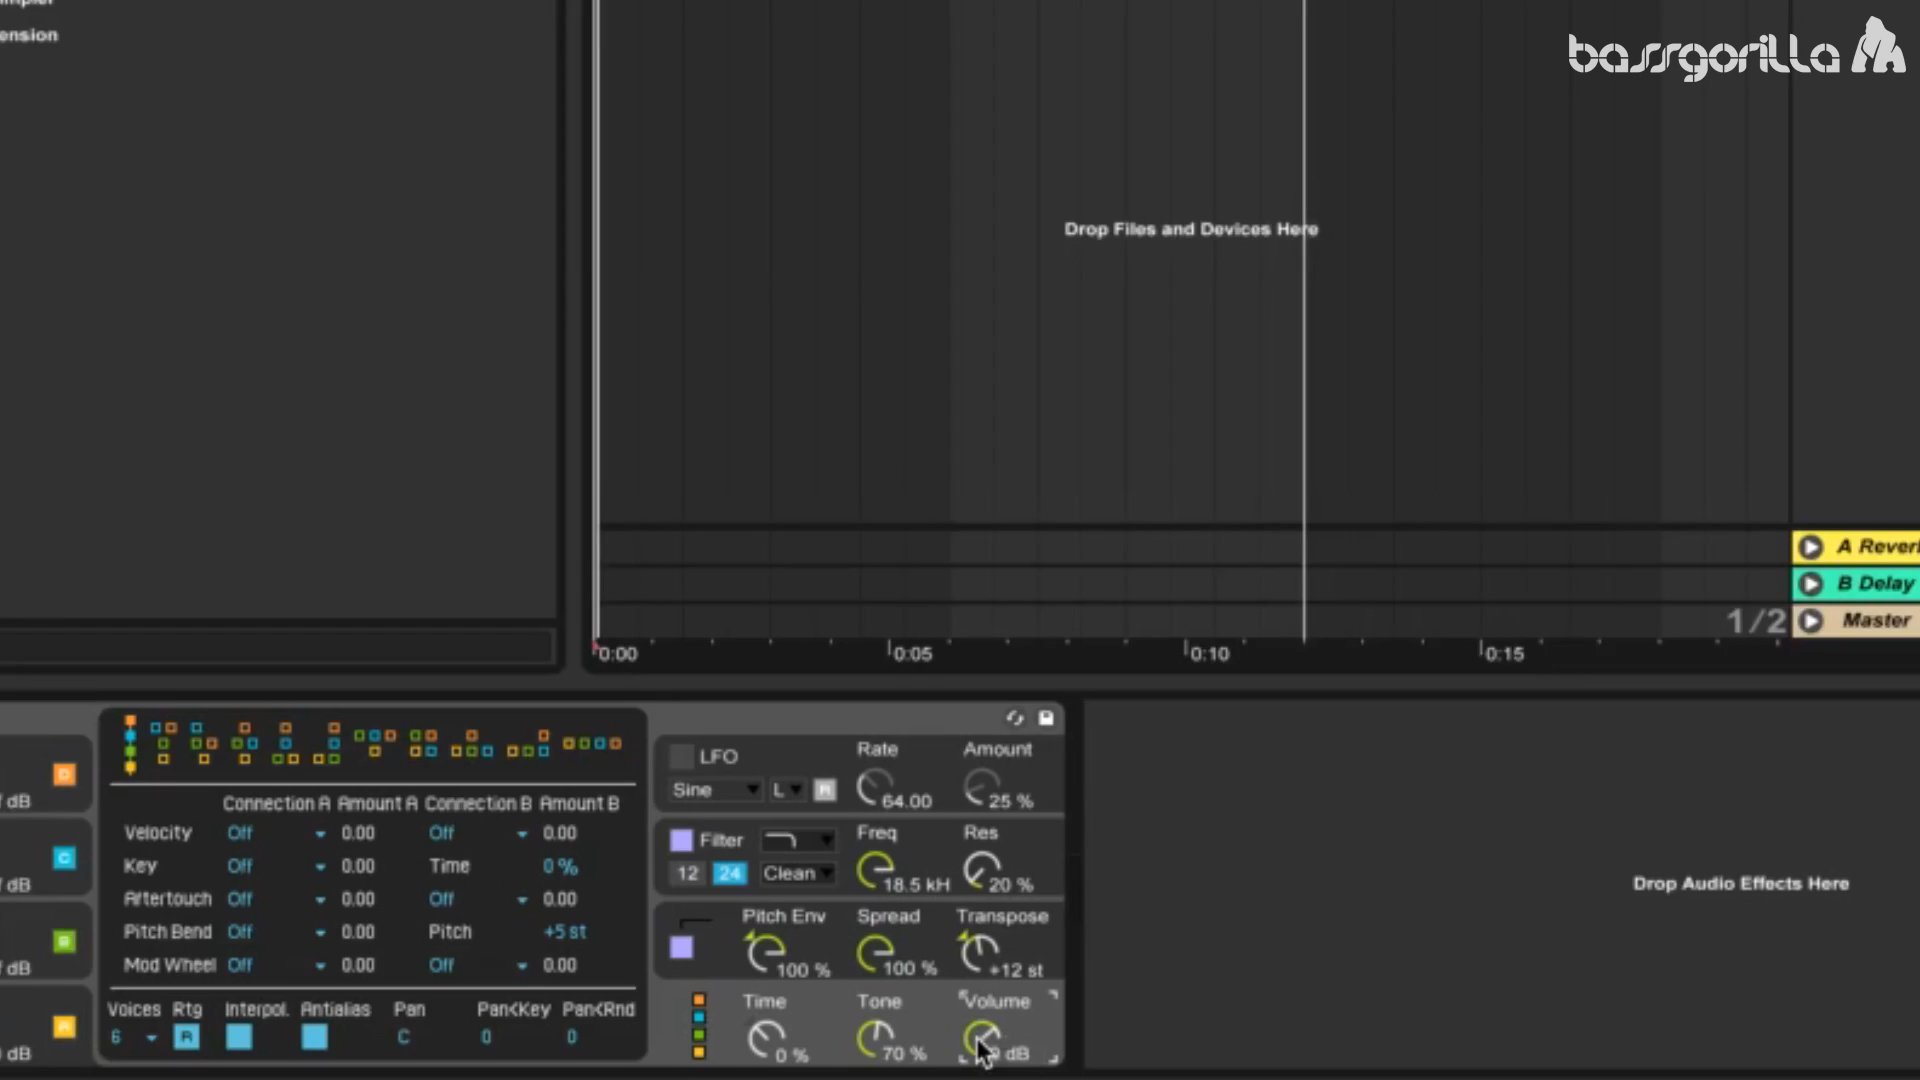 ension
bassgorilla
Drop Files and Devices Here
A Rever
B Delay
1/2 Master
0:00 0:05 0:10 0:15
LFO Rate Amount
Sine L R 64.00 25 %
D
dB
Connection A Amount A Connection B Amount B
Velocity Off 0.00 Off 0.00
Key Off 0.00 Time 0 %
Aftertouch Off 0.00 Off 0.00
Pitch Bend Off 0.00 Pitch +5 st
Mod Wheel Off 0.00 Off 0.00
Voices Rtg Interpol. Antialias Pan Pan<Key Pan<Rnd
6 R C 0 0
C
dB
B
dB
A
dB
Filter Freq Res
12 24 Clean 18.5 kH 20 %
Pitch Env Spread Transpose
100 % 100 % +12 st
Time Tone Volume
0 % 70 % dB
Drop Audio Effects Here